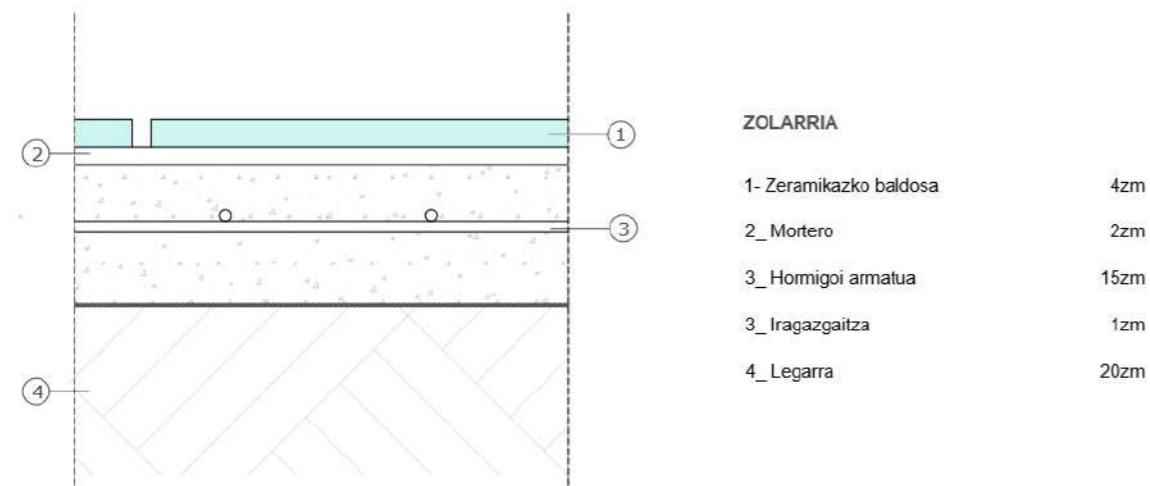 1
2
3
4
ZOLARRIA
1- Zeramikazko baldosa 4zm
2_ Mortero 2zm
3_ Hormigoi armatua 15zm
3_ Iragazgaitza 1zm
4_ Legarra 20zm